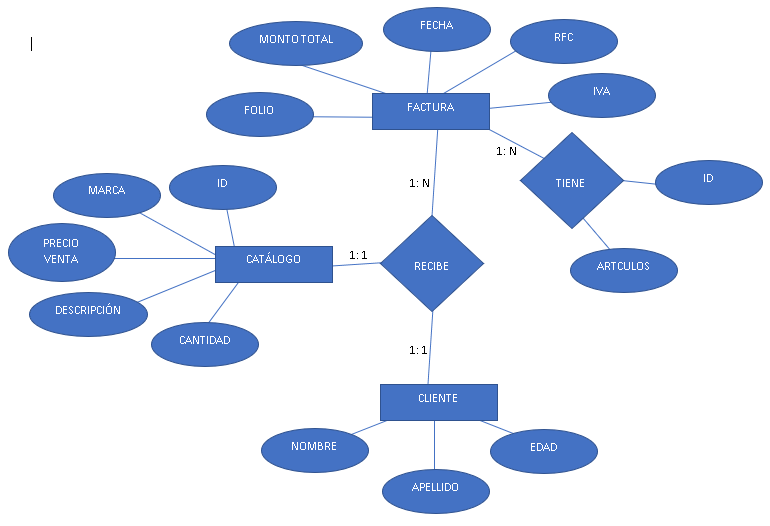 FECHA
MONTO TOTAL
RFC
IVA
FACTURA
FOLIO
1: N
TIENE
ID
ID
MARCA
1: N
PRECIO
VENTA
CATÁLOGO
1: 1
RECIBE
ARTCULOS
DESCRIPCIÓN
CANTIDAD
1: 1
CLIENTE
NOMBRE
EDAD
APELLIDO